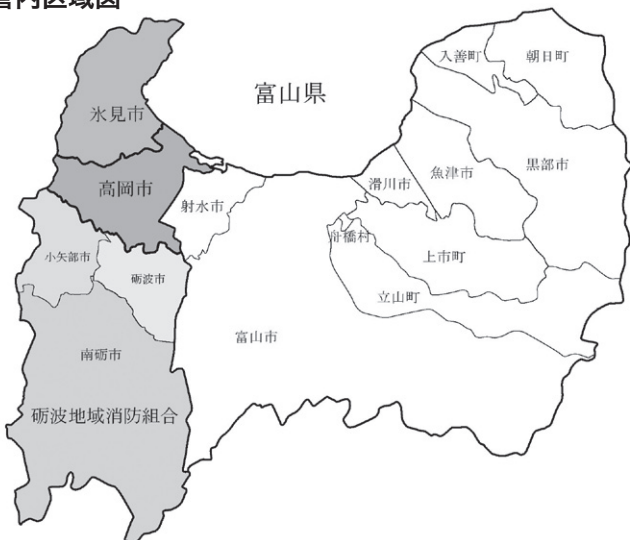 管内区域図
富山県
入善町
朝日町
氷見市
黒部市
魚津市
高岡市
滑川市
射水市
舟橋村
上市町
小矢部市
砺波市
立山町
富山市
南砺市
砺波地域消防組合